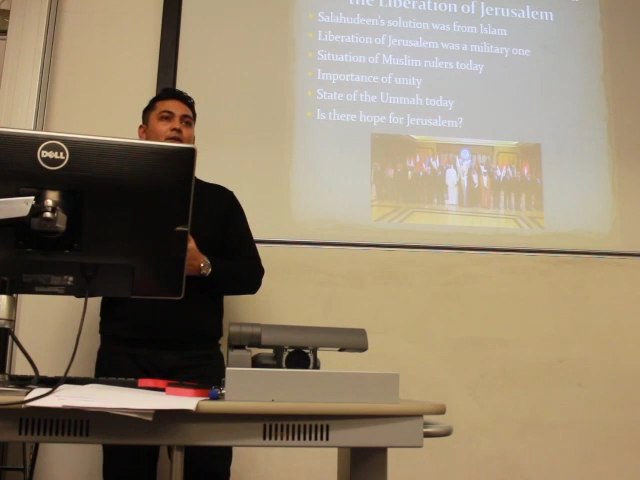 the Liberation of Jerusalem
Salahudeen's solution was from Islam
Liberation of Jerusalem was a military one
Situation of Muslim rulers today
Importance of unity
State of the Ummah today
Is there hope for Jerusalem?
DELL